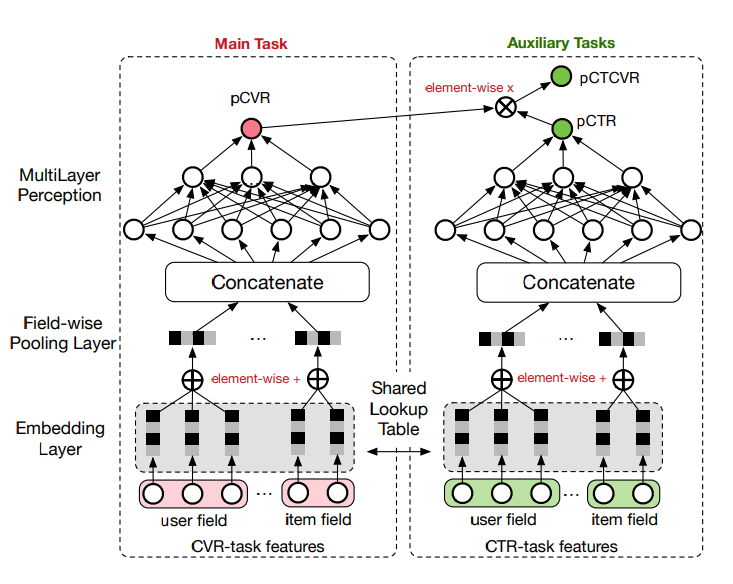 Main Task
Auxiliary Tasks
element-wise x
pCTCVR
pCVR
pCTR
MultiLayer
Perception
Concatenate
Concatenate
Field-wise
Pooling Layer
...
...
element-wise +
element-wise +
Shared
Lookup
Table
Embedding
Layer
...
...
user field
item field
user field
item field
CVR-task features
CTR-task features